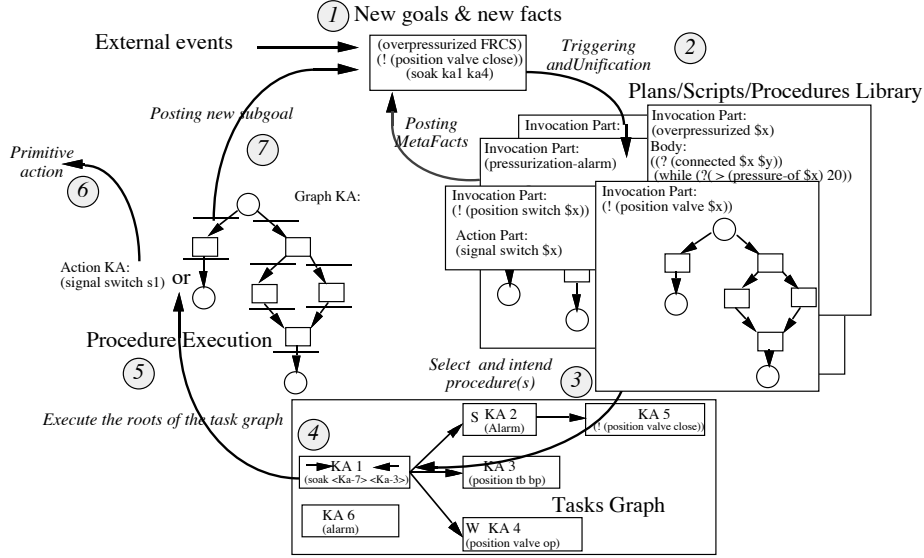 1 New goals & new facts
External events
(overpressurized FRCS)
(! (position valve close))
(soak ka1 ka4)
Triggering
andUnification
2
Plans/Scripts/Procedures Library
Posting new subgoal
Posting
MetaFacts
Invocation Part:
Invocation Part:
(overpressurized $x)
Body:
((? (connected $x $y))
(while (?( > (pressure-of $x) 20))
Invocation Part:
(pressurization-alarm)
Invocation Part:
(! (position switch $x))
Action Part:
(signal switch $x)
Invocation Part:
(! (position valve $x))
7
Primitive
action
6
Graph KA:
Action KA:
(signal switch s1)
or
Procedure Execution
5
Select and intend
procedure(s)
3
Execute the roots of the task graph
4
S KA 2
(Alarm)
KA 5
(! (position valve close))
KA 1
(soak <Ka-7> <Ka-3>)
KA 3
(position tb bp)
KA 6
(alarm)
W KA 4
(position valve op)
Tasks Graph